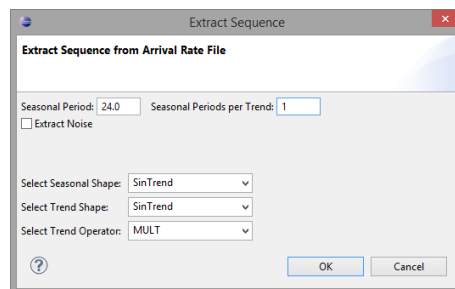 Extract Sequence
Extract Sequence from Arrival Rate File
Seasonal Period: 24.0 Seasonal Periods per Trend: 1
Extract Noise
Select Seasonal Shape: SinTrend
Select Trend Shape: SinTrend
Select Trend Operator: MULT
? OK Cancel